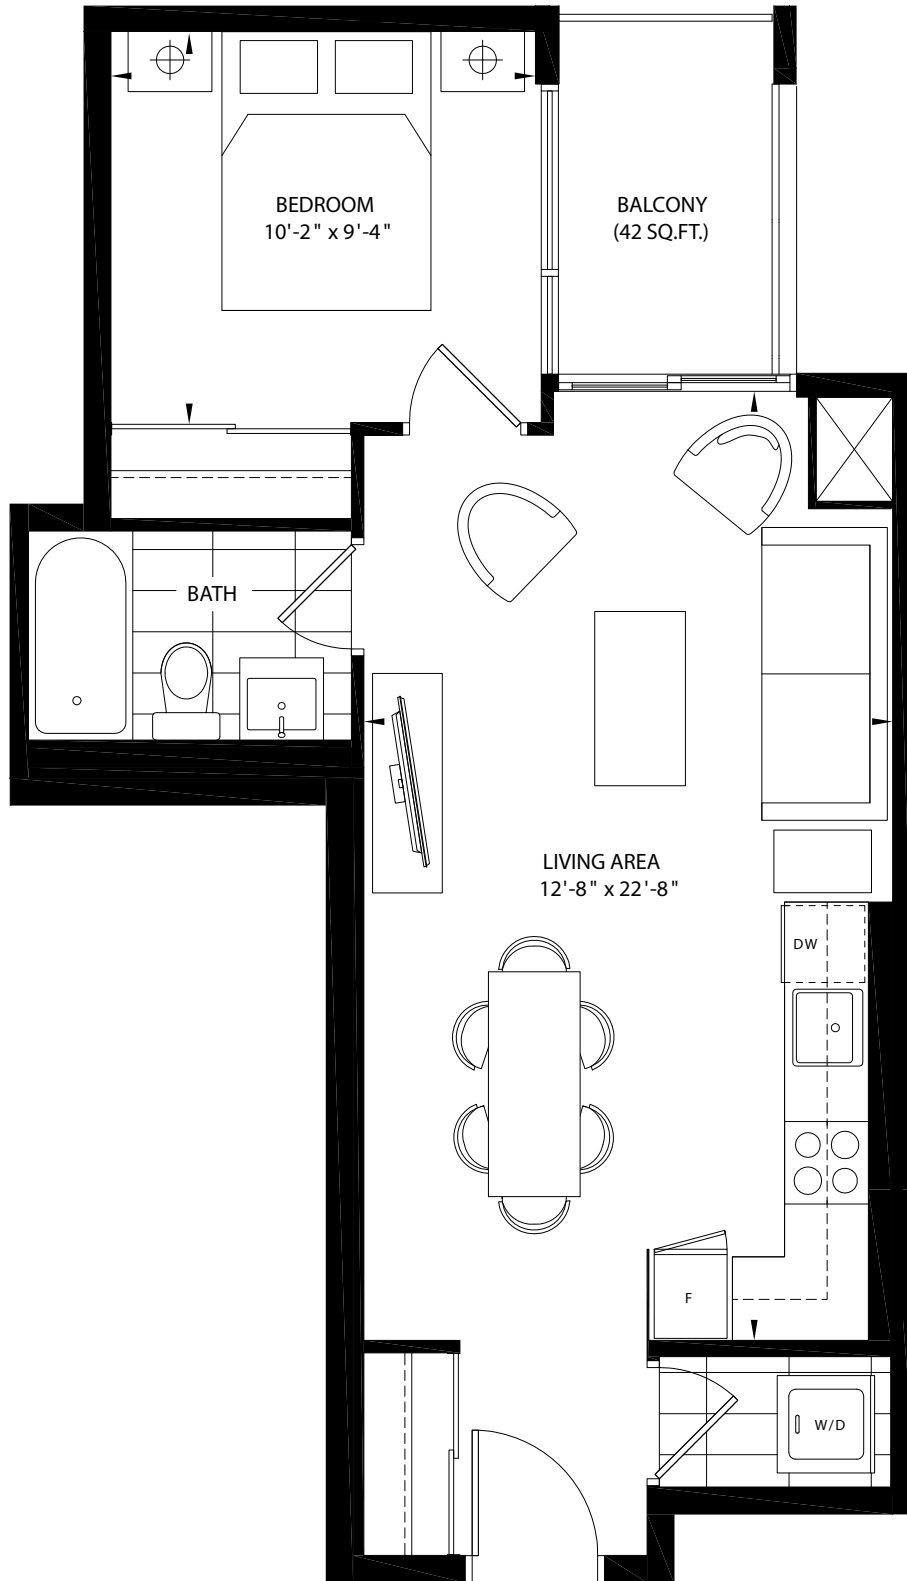 BEDROOM
10'-2" x 9'-4"
BALCONY
(42 SQ.FT.)
BATH
LIVING AREA
12'-8" x 22'-8"
DW
F
W/D